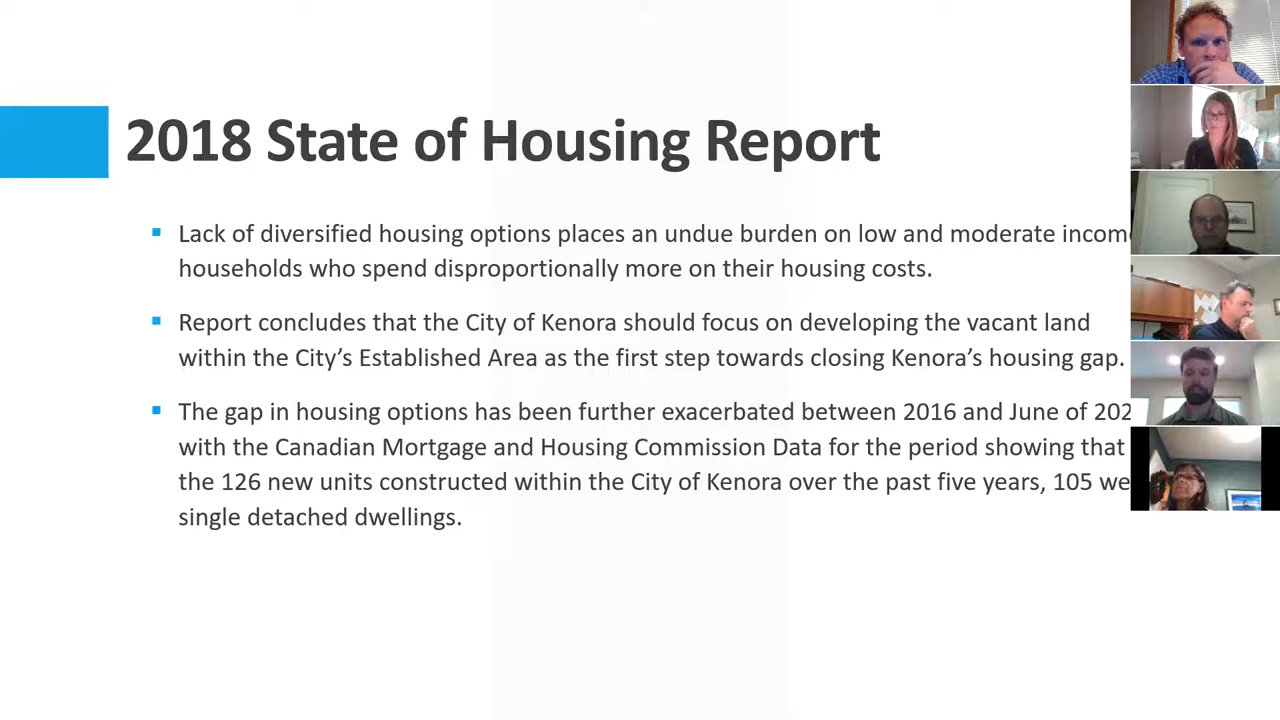 2018 State of Housing Report
Lack of diversified housing options places an undue burden on low and moderate incom
households who spend disproportionally more on their housing costs.
Report concludes that the City of Kenora should focus on developing the vacant land
within the City's Established Area as the first step towards closing Kenora's housing gap.
The gap in housing options has been further exacerbated between 2016 and June of 202
with the Canadian Mortgage and Housing Commission Data for the period showing that
the 126 new units constructed within the City of Kenora over the past five years, 105 we
single detached dwellings.